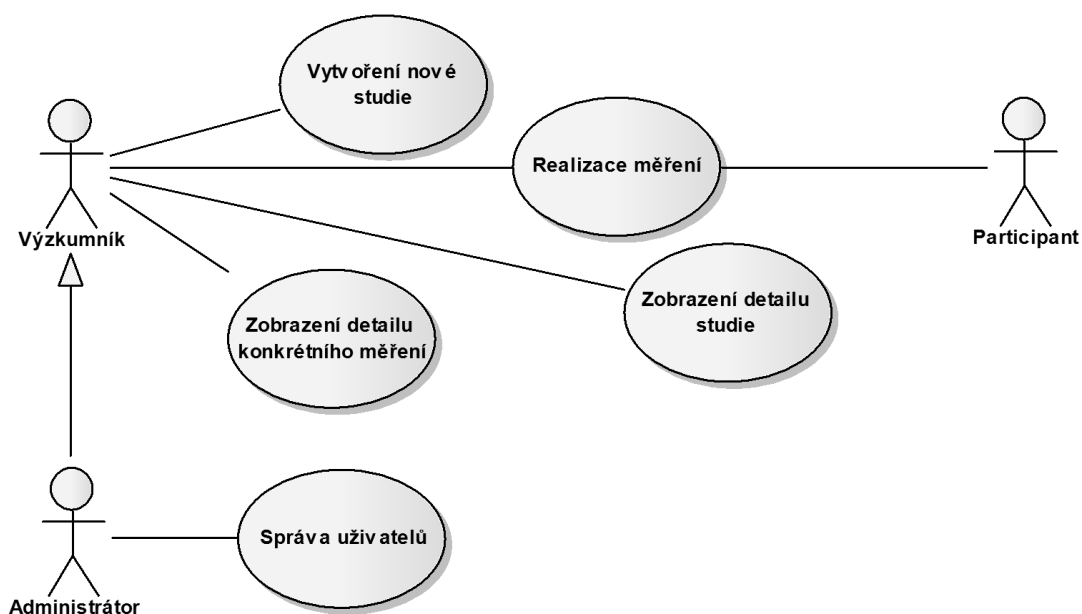 Vytvoření nové
studie
Realizace měření
Výzkumník
Participant
Zobrazení detailu
studie
Zobrazení detailu
konkrétního měření
Správa uživatelů
Administrátor